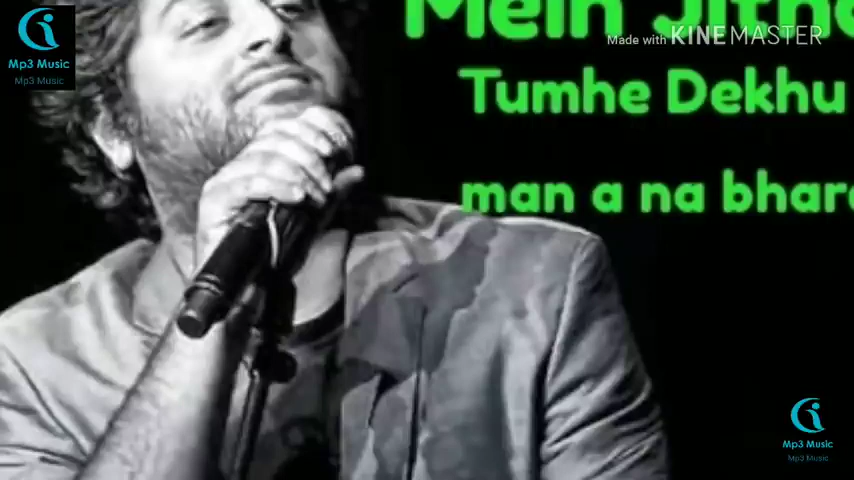 Mp3 Music
Mp3 Music
Mein
Made with KINEMASTER
Tumhe Dekhu
man a na
Mp3 Music
Mp3 Music